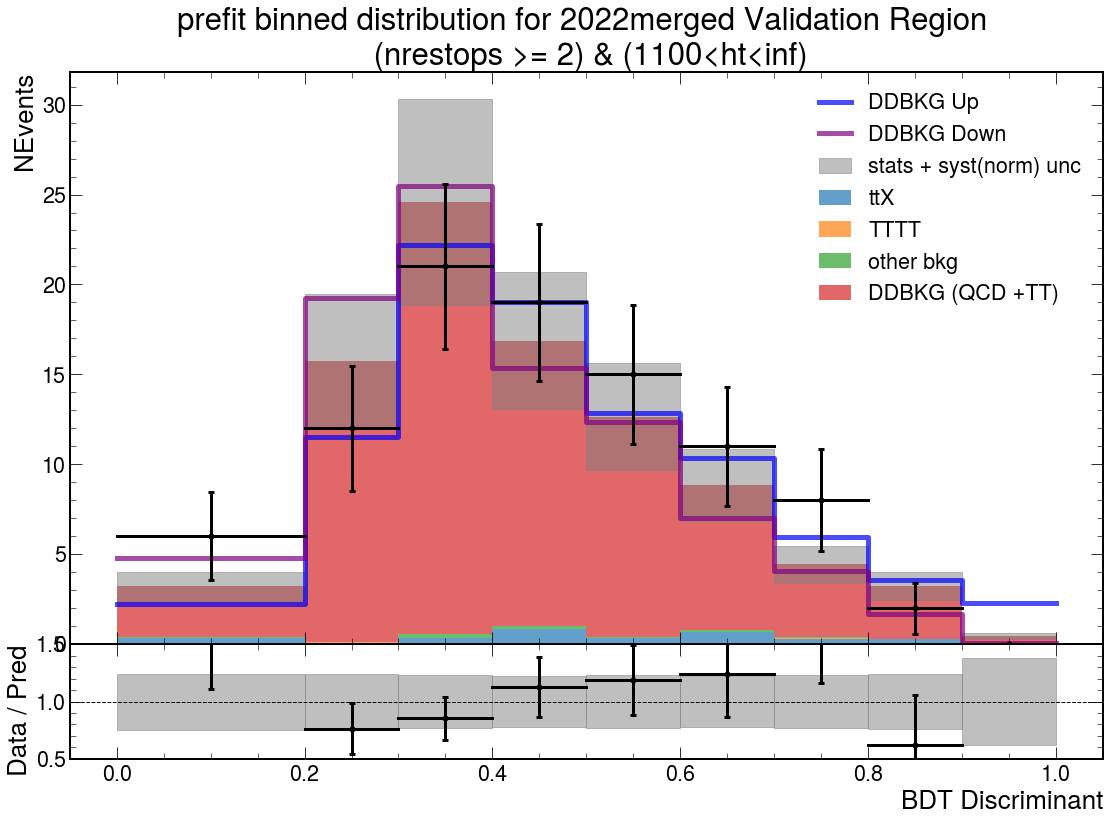 prefit binned distribution for 2022merged Validation Region
(nrestops >= 2) & (1100<ht<inf)
NEvents
30
25
20
15
10
5
0
DDBKG Up
DDBKG Down
stats + syst(norm) unc
ttX
TTTT
other bkg
DDBKG (QCD +TT)
Data / Pred
1.5
1.0
0.5
0.0 0.2 0.4 0.6 0.8 1.0
BDT Discriminant